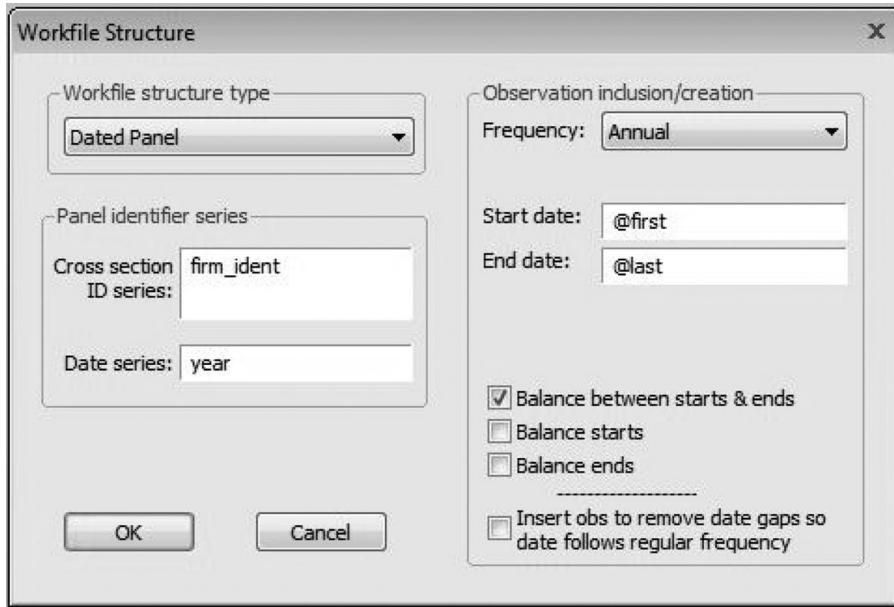 Workfile Structure
X
Workfile structure type
Dated Panel
Panel identifier series
Cross section
ID series:
firm_ident
Date series:
year
OK
Cancel
Observation inclusion/creation
Frequency:
Annual
Start date:
@first
End date:
@last
Balance between starts & ends
Balance starts
Balance ends
--------------------
Insert obs to remove date gaps so
date follows regular frequency